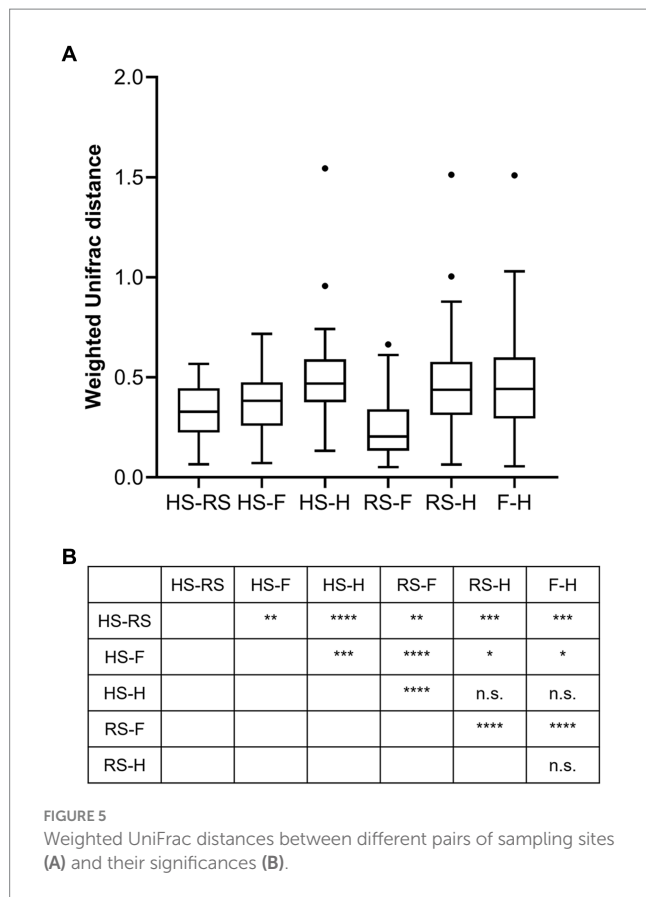 A
Weighted Unifrac distance
2.0
1.5
1.0
0.5
0.0
HS-RS HS-F HS-H RS-F RS-H F-H
B
HS-RS HS-F HS-H RS-F RS-H F-H
HS-RS ** **** ** *** ***
HS-F *** **** * *
HS-H **** n.s. n.s.
RS-F **** ****
RS-H n.s.
FIGURE 5
Weighted UniFrac distances between different pairs of sampling sites
(A) and their significances (B).